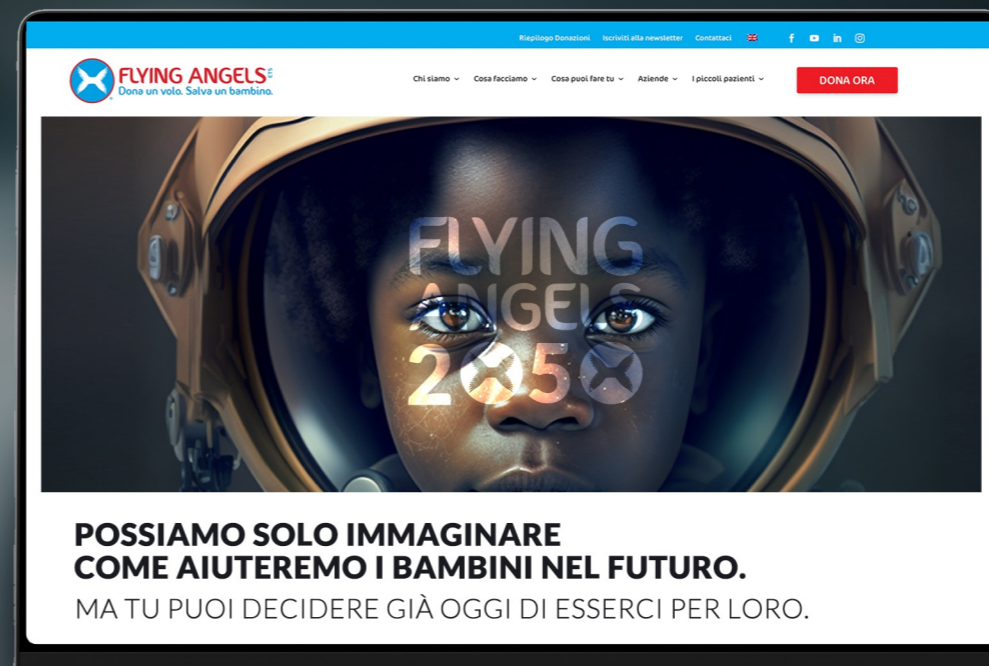 Riepilogo Donazioni Iscriviti alla newsletter Contattaci
FLYING ANGELS ETS
Dona un volo. Salva un bambino.
Chi siamo Cosa facciamo Cosa puoi fare tu Aziende I piccoli pazienti DONA ORA
FLYING
ANGELS
2050
POSSIAMO SOLO IMMAGINARE
COME AIUTEREMO I BAMBINI NEL FUTURO.
MA TU PUOI DECIDERE GIÀ OGGI DI ESSERCI PER LORO.